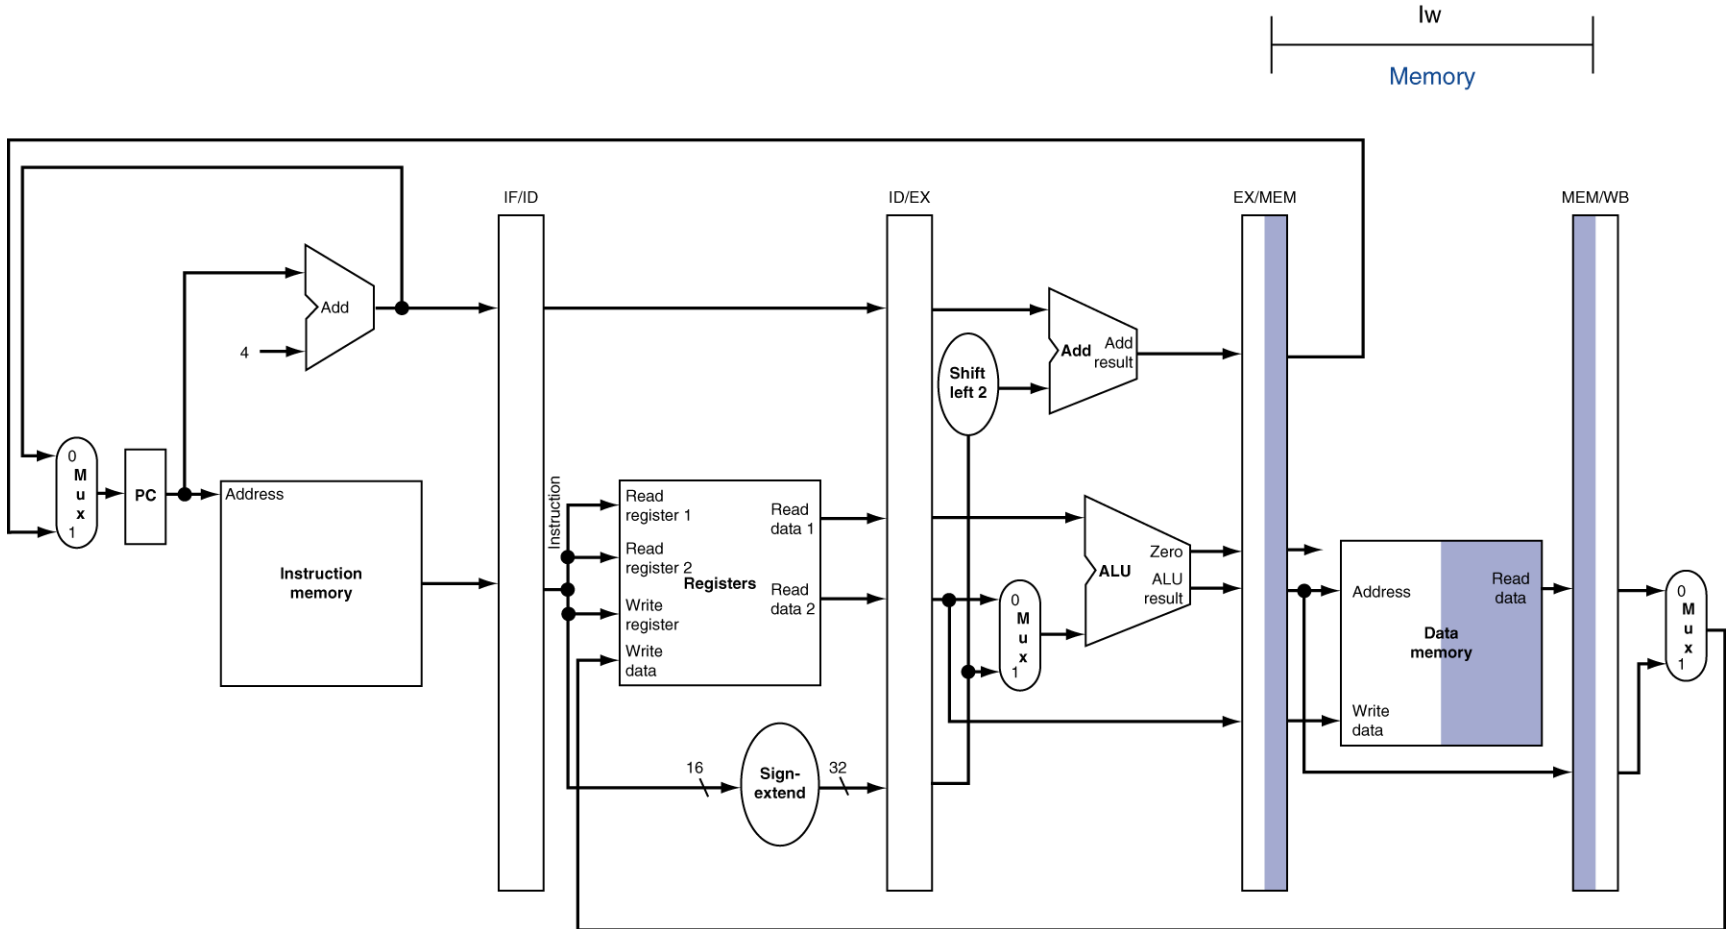 lw
Memory
IF/ID
ID/EX
EX/MEM
MEM/WB
Add
4
Add
Add
result
Shift
left 2
0
M
u
x
1
PC
Address
Instruction
memory
Instruction
Read
register 1
Read
register 2
Registers
Write
register
Write
data
Read
data 1
Read
data 2
16
Sign-
extend
32
0
M
u
x
1
Zero
ALU
ALU
result
Address
Read
data
Data
memory
Write
data
0
M
u
x
1